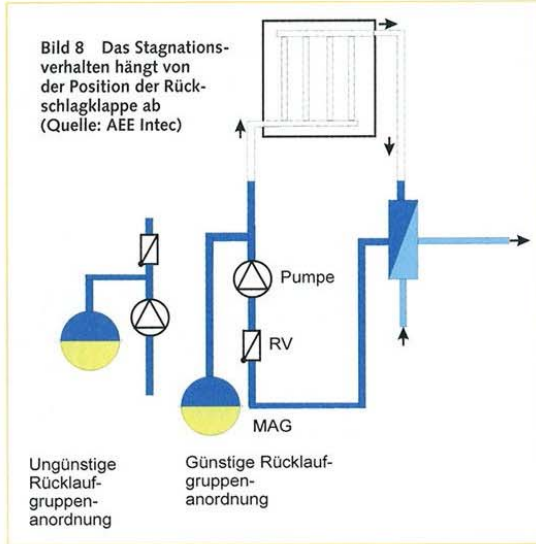 Bild 8 Das Stagnations-
verhalten hängt von
der Position der Rück-
schlagklappe ab
(Quelle: AEE Intec)
Pumpe
RV
MAG
Ungünstige
Rücklauf-
gruppen-
anordnung
Günstige Rücklauf-
gruppen-
anordnung